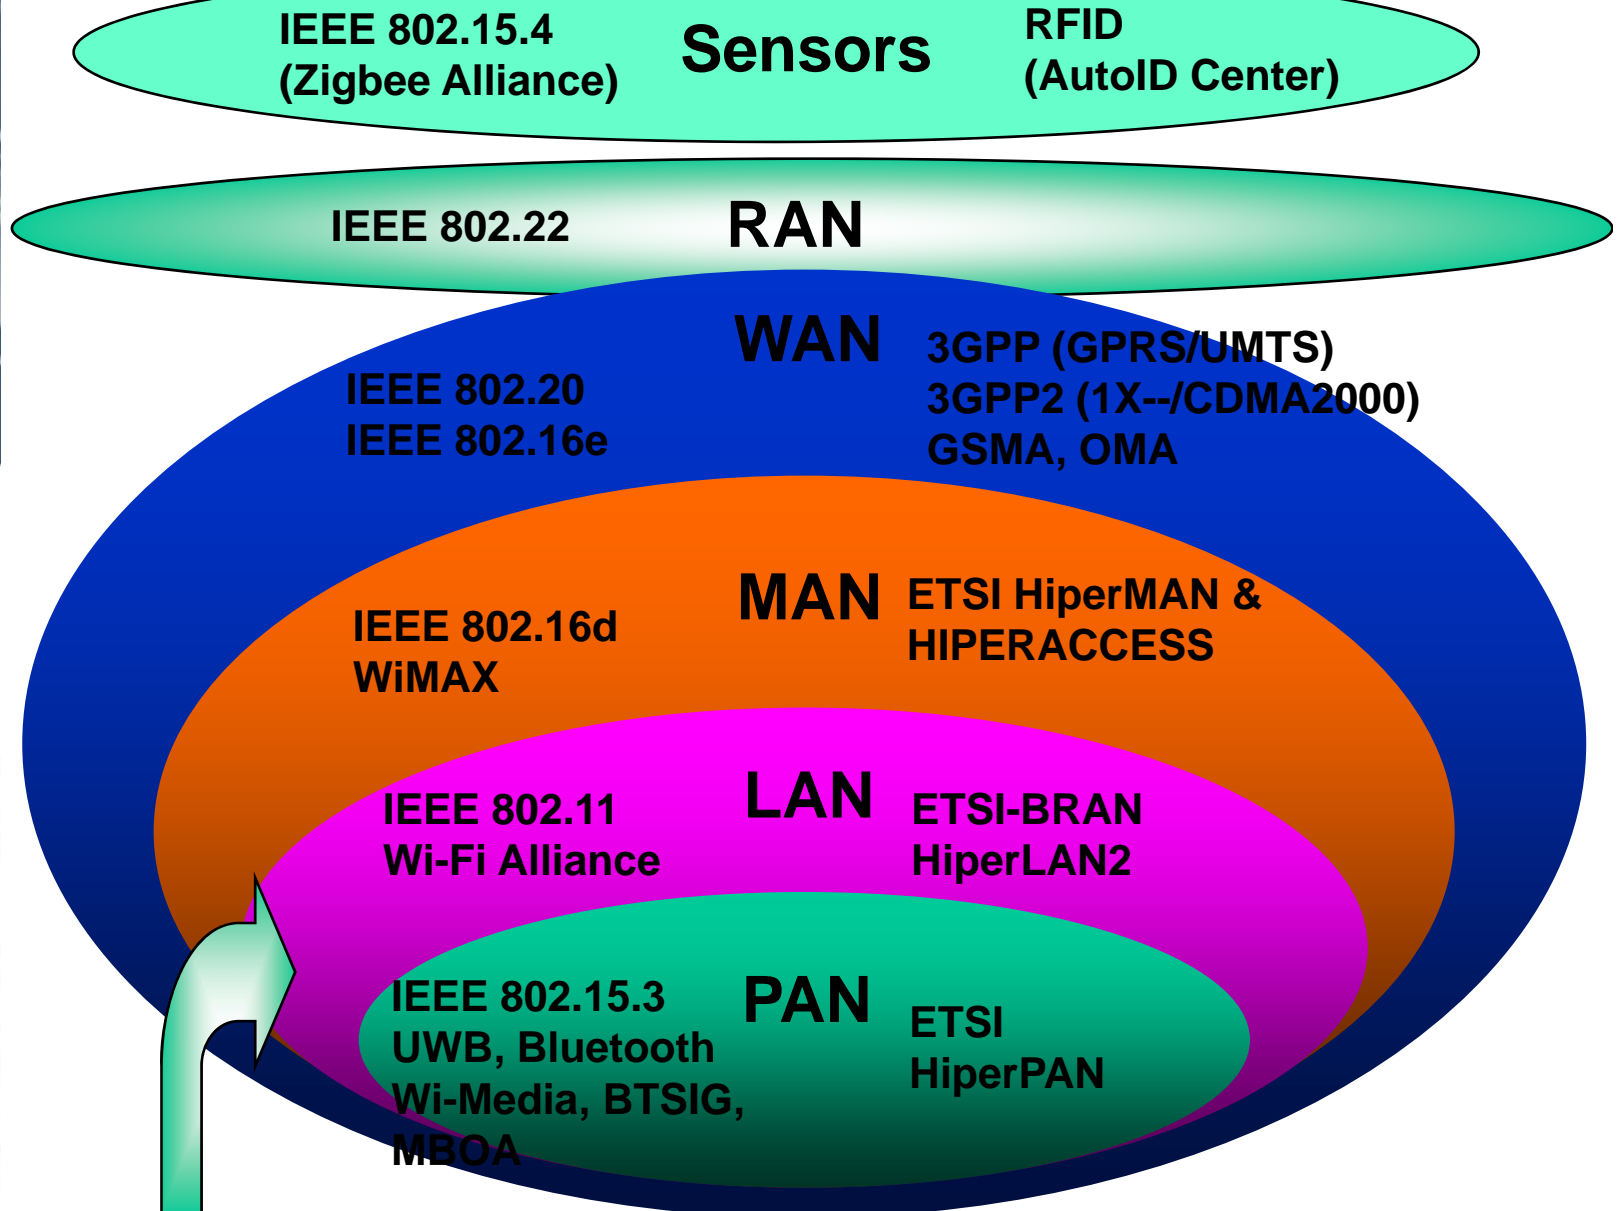 IEEE 802.15.4
(Zigbee Alliance)
Sensors
RFID
(AutoID Center)
IEEE 802.22
RAN
WAN
IEEE 802.20
IEEE 802.16e
3GPP (GPRS/UMTS)
3GPP2 (1X--/CDMA2000)
GSMA, OMA
MAN
IEEE 802.16d
WiMAX
ETSI HiperMAN &
HIPERACCESS
LAN
IEEE 802.11
Wi-Fi Alliance
ETSI-BRAN
HiperLAN2
PAN
IEEE 802.15.3
UWB, Bluetooth
Wi-Media, BTSIG,
MBOA
ETSI
HiperPAN